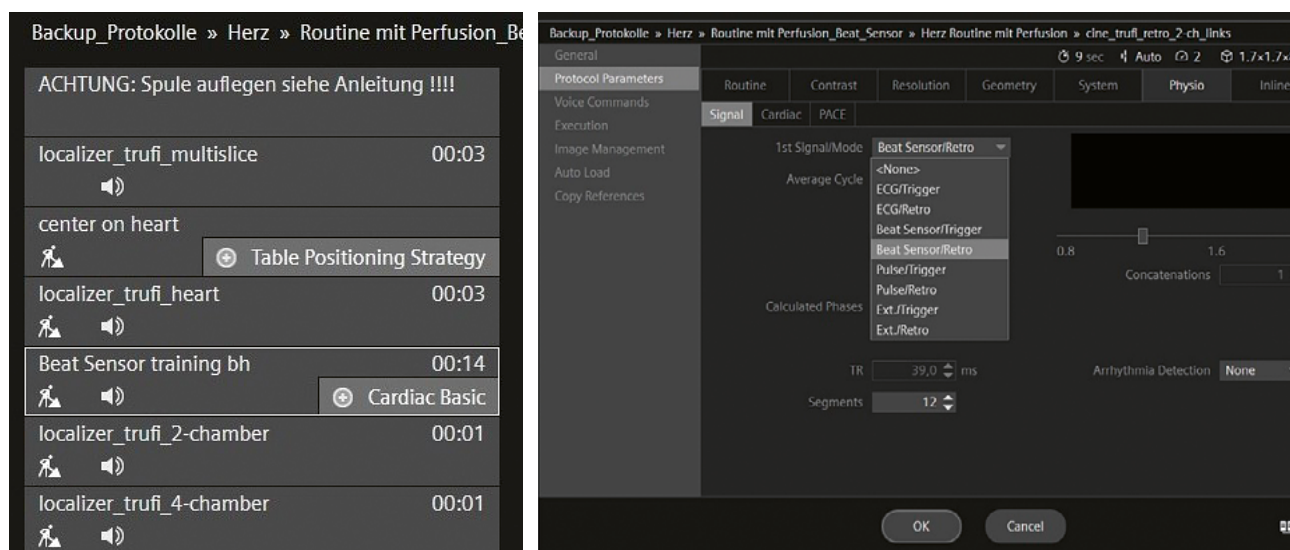 Backup_Protokolle » Herz » Routine mit Perfusion_Be
ACHTUNG: Spule auflegen siehe Anleitung !!!!
localizer_trufi_multislice 00:03
center on heart
Table Positioning Strategy
localizer_trufi_heart 00:03
Beat Sensor training bh 00:14
Cardiac Basic
localizer_trufi_2-chamber 00:01
localizer_trufi_4-chamber 00:01
Backup_Protokolle » Herz » Routine mit Perfusion_Beat_Sensor » Herz Routine mit Perfusion » cine_trufi_retro_2-ch_links
9 sec Auto 2 1.7×1.7×
General
Protocol Parameters
Voice Commands
Execution
Image Management
Auto Load
Copy References
Routine Contrast Resolution Geometry System Physio Inline
Signal Cardiac PACE
1st Signal/Mode Beat Sensor/Retro
<None>
ECG/Trigger
ECG/Retro
Beat Sensor/Trigger
Beat Sensor/Retro
Pulse/Trigger
Pulse/Retro
Ext./Trigger
Ext./Retro
Average Cycle
0.8 1.6
Concatenations 1
Calculated Phases
TR 39,0 ms
Arrhythmia Detection None
Segments 12
OK Cancel